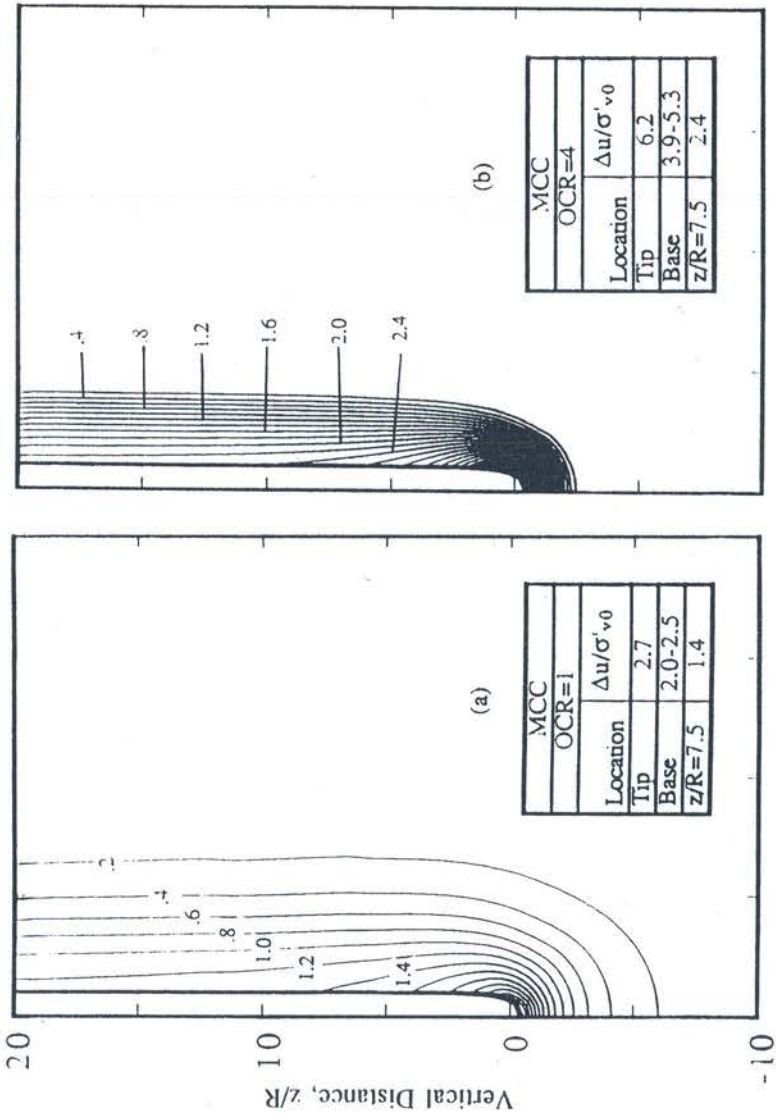 20
10
0
-10
Vertical Distance, z/R
(a)
MCC
OCR=1
Location Δu/σ'v0
Tip 2.7
Base 2.0-2.5
z/R=7.5 1.4
.2
.4
.6
.8
1.0
1.2
1.4
(b)
MCC
OCR=4
Location Δu/σ'v0
Tip 6.2
Base 3.9-5.3
z/R=7.5 2.4
.4
.8
1.2
1.6
2.0
2.4